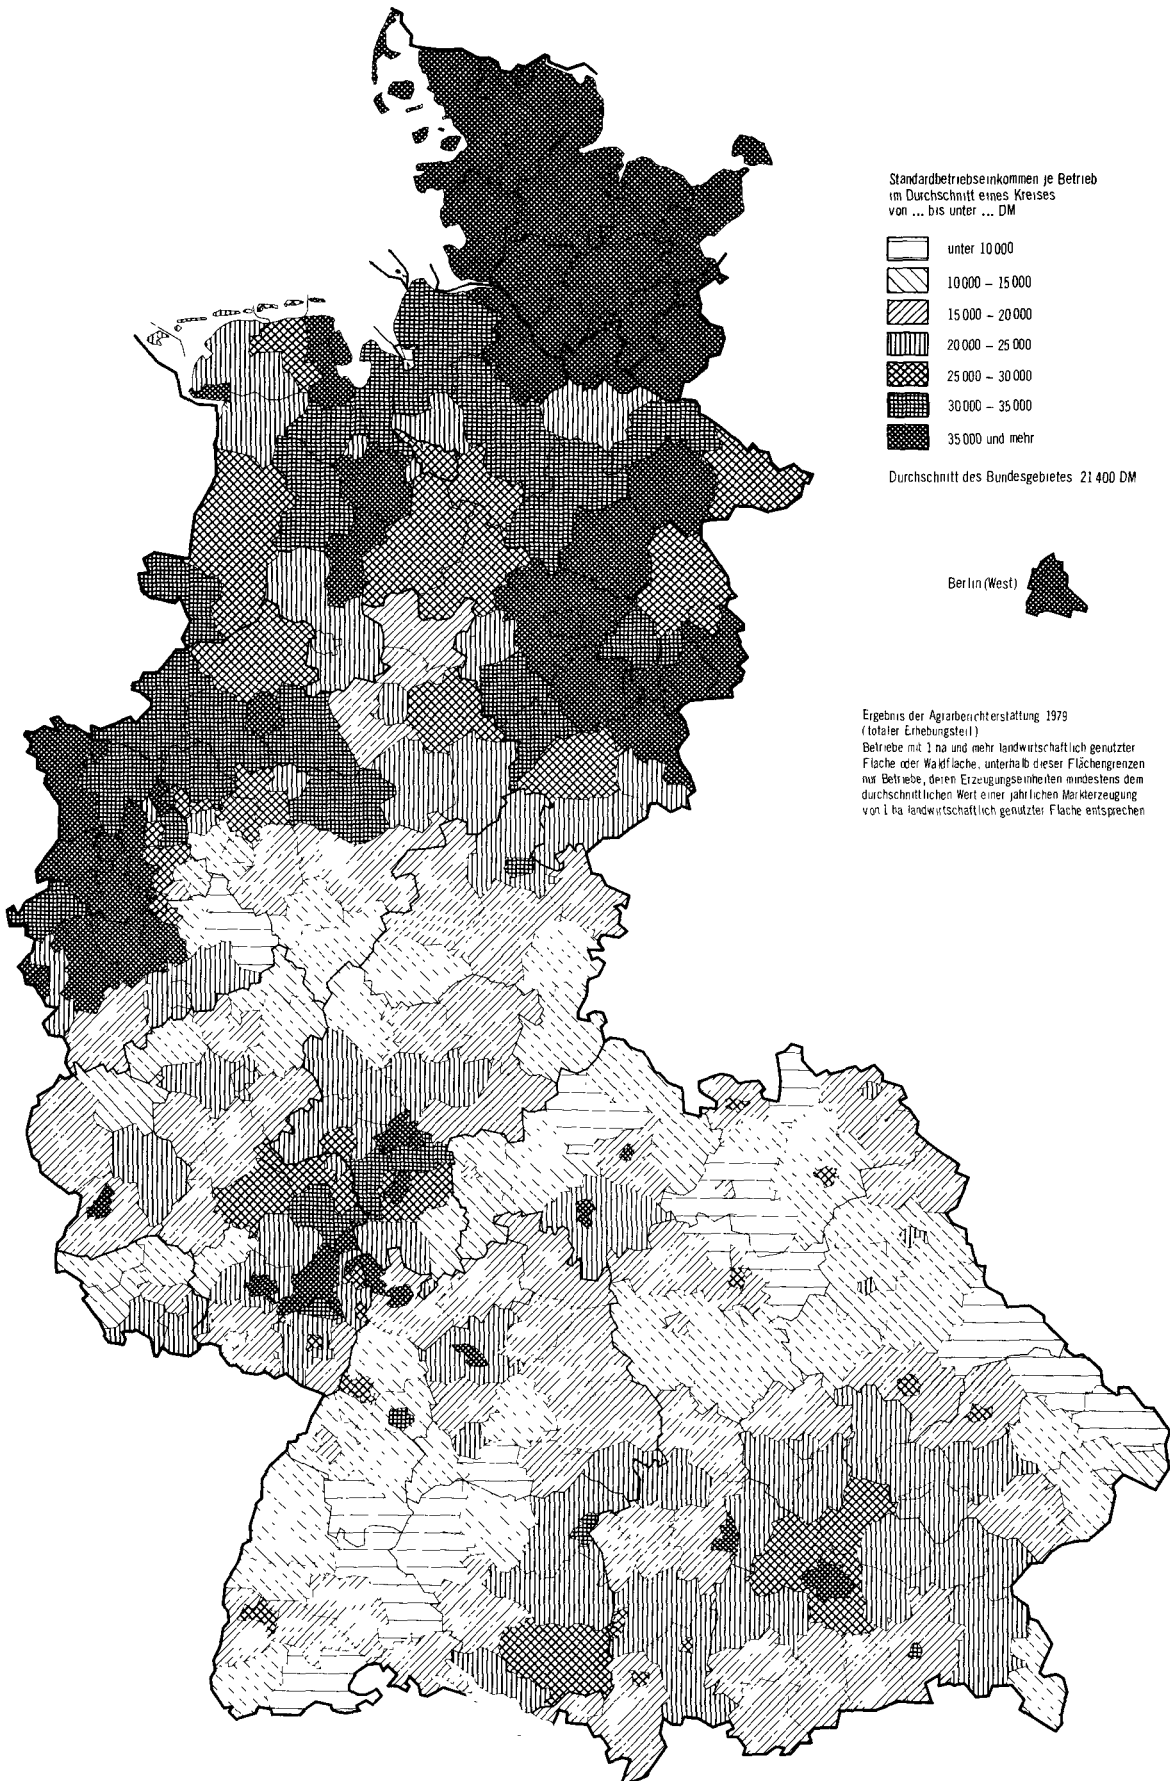 Standardbetriebseinkommen je Betrieb
im Durchschnitt eines Kreises
von ... bis unter ... DM
unter 10 000
10 000 – 15 000
15 000 – 20 000
20 000 – 25 000
25 000 – 30 000
30 000 – 35 000
35 000 und mehr
Durchschnitt des Bundesgebietes 21 400 DM
Berlin (West)
Ergebnis der Agrarberichterstattung 1979
(totaler Erhebungsteil)
Betriebe mit 1 ha und mehr landwirtschaftlich genutzter
Fläche oder Waldfläche, unterhalb dieser Flächengrenzen
nur Betriebe, deren Erzeugungseinheiten mindestens dem
durchschnittlichen Wert einer jährlichen Markterzeugung
von 1 ha landwirtschaftlich genutzter Fläche entsprechen